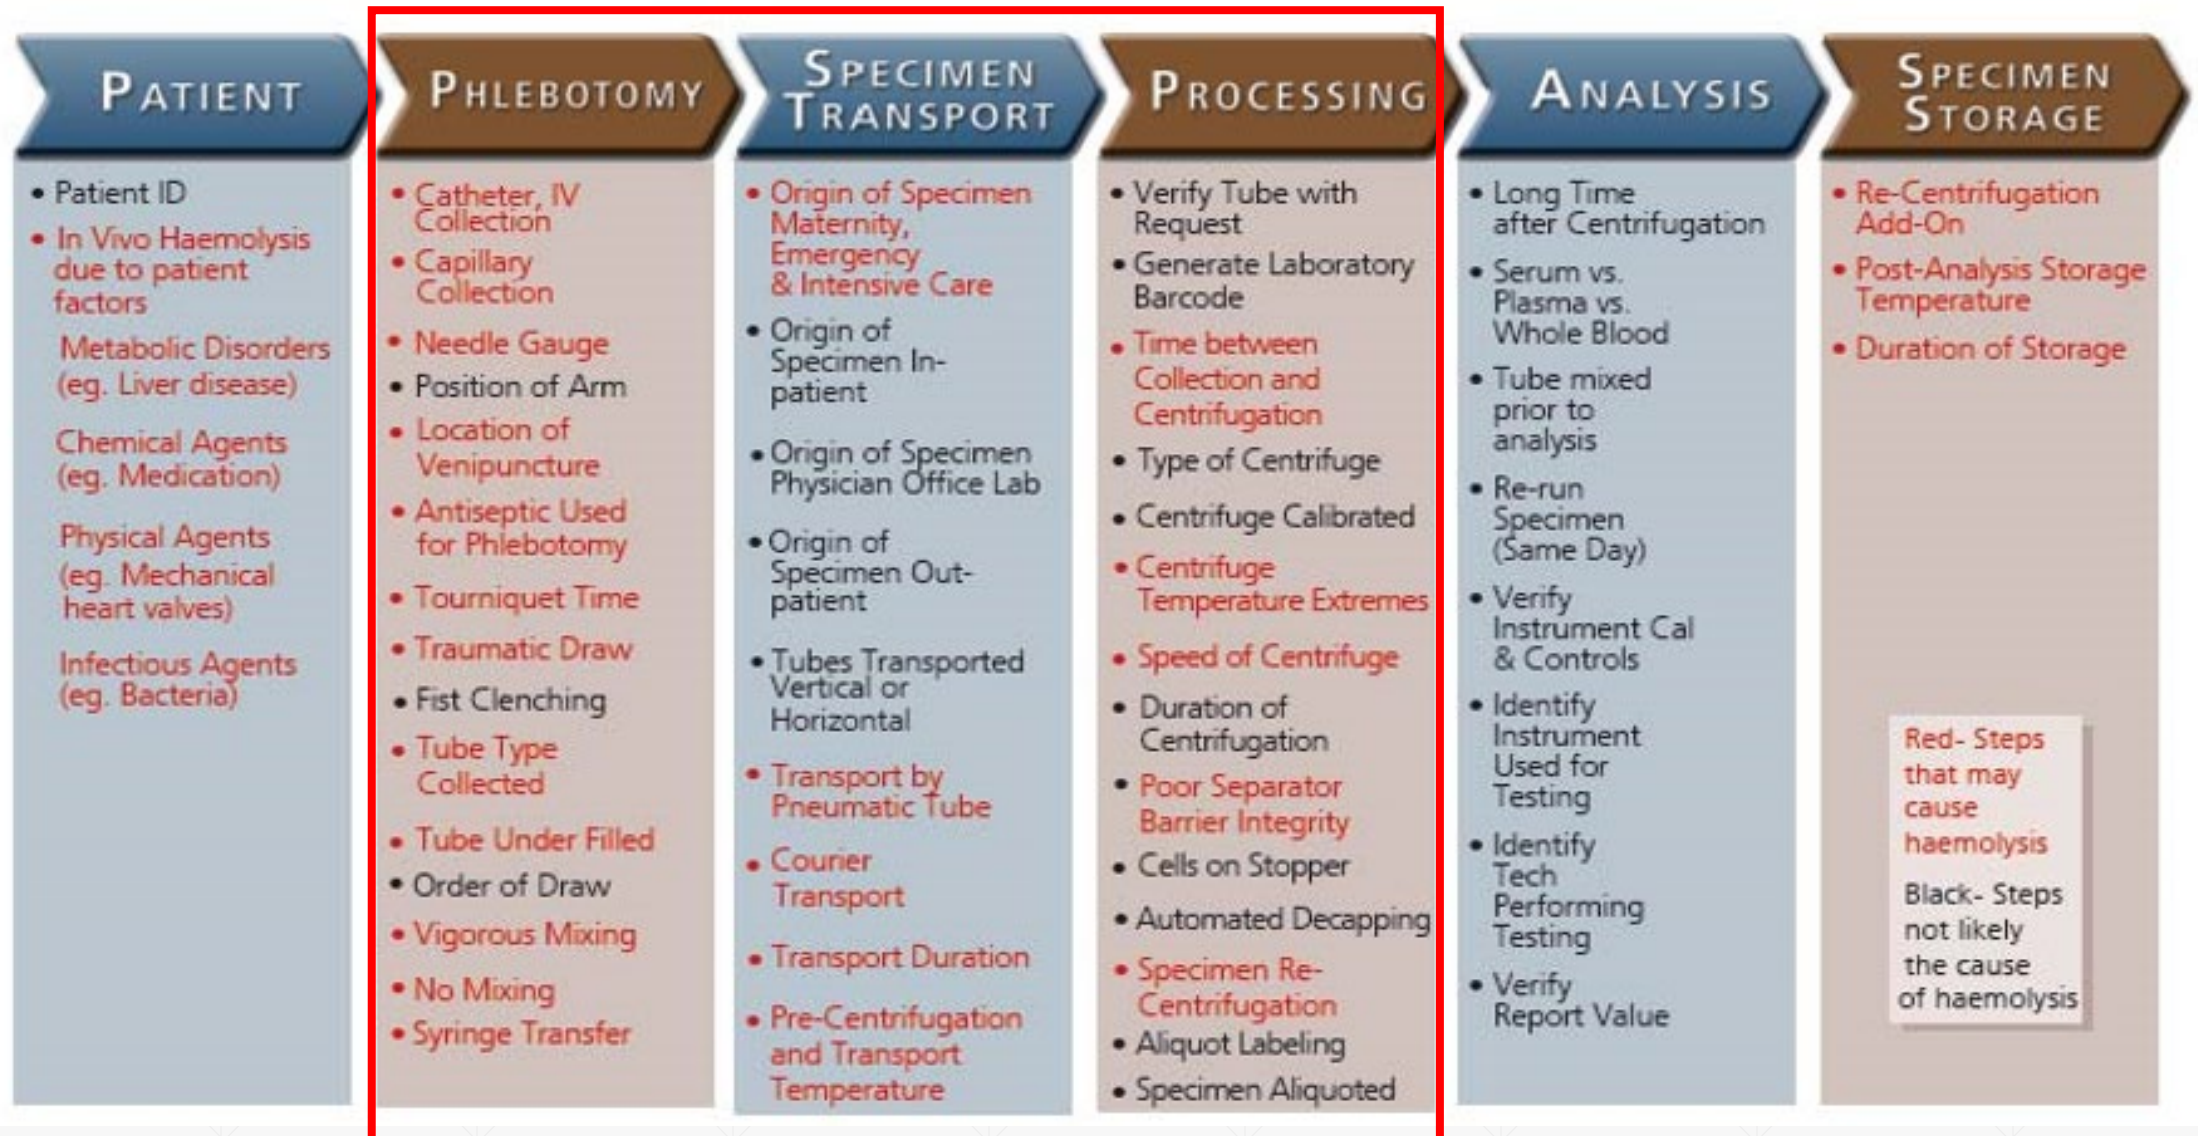 PATIENT
• Patient ID
• In Vivo Haemolysis
due to patient
factors
Metabolic Disorders
(eg. Liver disease)
Chemical Agents
(eg. Medication)
Physical Agents
(eg. Mechanical
heart valves)
Infectious Agents
(eg. Bacteria)
PHLEBOTOMY
• Catheter, IV
Collection
• Capillary
Collection
• Needle Gauge
• Position of Arm
• Location of
Venipuncture
• Antiseptic Used
for Phlebotomy
• Tourniquet Time
• Traumatic Draw
• Fist Clenching
• Tube Type
Collected
• Tube Under Filled
• Order of Draw
• Vigorous Mixing
• No Mixing
• Syringe Transfer
SPECIMEN
TRANSPORT
• Origin of Specimen
Maternity,
Emergency
& Intensive Care
• Origin of
Specimen In-
patient
• Origin of Specimen
Physician Office Lab
• Origin of
Specimen Out-
patient
• Tubes Transported
Vertical or
Horizontal
• Transport by
Pneumatic Tube
• Courier
Transport
• Transport Duration
• Pre-Centrifugation
and Transport
Temperature
PROCESSING
• Verify Tube with
Request
• Generate Laboratory
Barcode
• Time between
Collection and
Centrifugation
• Type of Centrifuge
• Centrifuge Calibrated
• Centrifuge
Temperature Extremes
• Speed of Centrifuge
• Duration of
Centrifugation
• Poor Separator
Barrier Integrity
• Cells on Stopper
• Automated Decapping
• Specimen Re-
Centrifugation
• Aliquot Labeling
• Specimen Aliquoted
ANALYSIS
• Long Time
after Centrifugation
• Serum vs.
Plasma vs.
Whole Blood
• Tube mixed
prior to
analysis
• Re-run
Specimen
(Same Day)
• Verify
Instrument Cal
& Controls
• Identify
Instrument
Used for
Testing
• Identify
Tech
Performing
Testing
• Verify
Report Value
SPECIMEN
STORAGE
• Re-Centrifugation
Add-On
• Post-Analysis Storage
Temperature
• Duration of Storage
Red- Steps
that may
cause
haemolysis
Black- Steps
not likely
the cause
of haemolysis